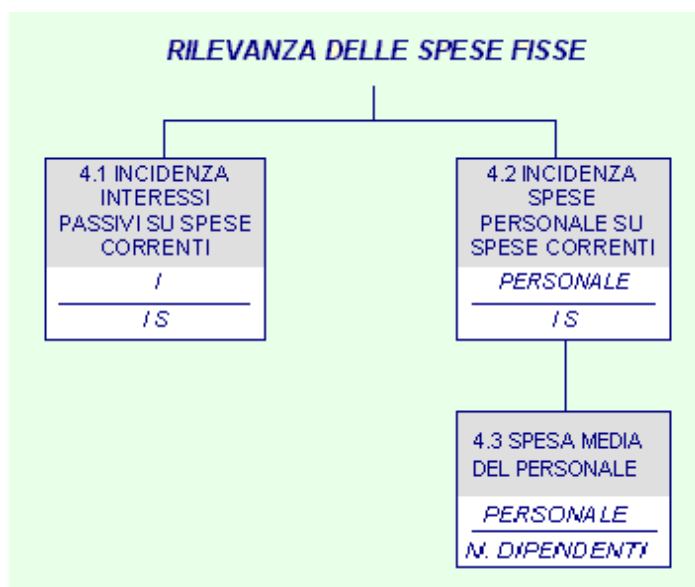 RILEVANZA DELLE SPESE FISSE
4.1 INCIDENZA
INTERESSI
PASSIVI SU SPESE
CORRENTI
I
I S
4.2 INCIDENZA
SPESE
PERSONALE SU
SPESE CORRENTI
PERSONALE
I S
4.3 SPESA MEDIA
DEL PERSONALE
PERSONALE
N. DIPENDENTI